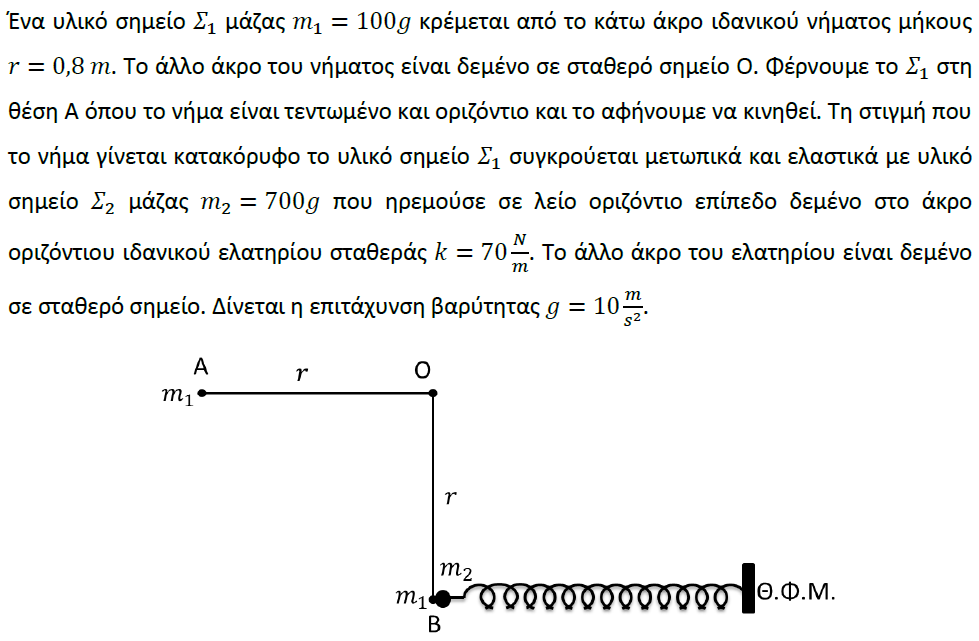 Ένα υλικό σημείο Σ₁ μάζας m₁ = 100g κρέμεται από το κάτω άκρο ιδανικού νήματος μήκους
r = 0,8 m. Το άλλο άκρο του νήματος είναι δεμένο σε σταθερό σημείο Ο. Φέρνουμε το Σ₁ στη
θέση Α όπου το νήμα είναι τεντωμένο και οριζόντιο και το αφήνουμε να κινηθεί. Τη στιγμή που
το νήμα γίνεται κατακόρυφο το υλικό σημείο Σ₁ συγκρούεται μετωπικά και ελαστικά με υλικό
σημείο Σ₂ μάζας m₂ = 700g που ηρεμούσε σε λείο οριζόντιο επίπεδο δεμένο στο άκρο
οριζόντιου ιδανικού ελατηρίου σταθεράς k = 70 N/m. Το άλλο άκρο του ελατηρίου είναι δεμένο
σε σταθερό σημείο. Δίνεται η επιτάχυνση βαρύτητας g = 10 m/s².
Α r Ο
m₁
r
m₂
m₁ Θ.Φ.Μ.
Β